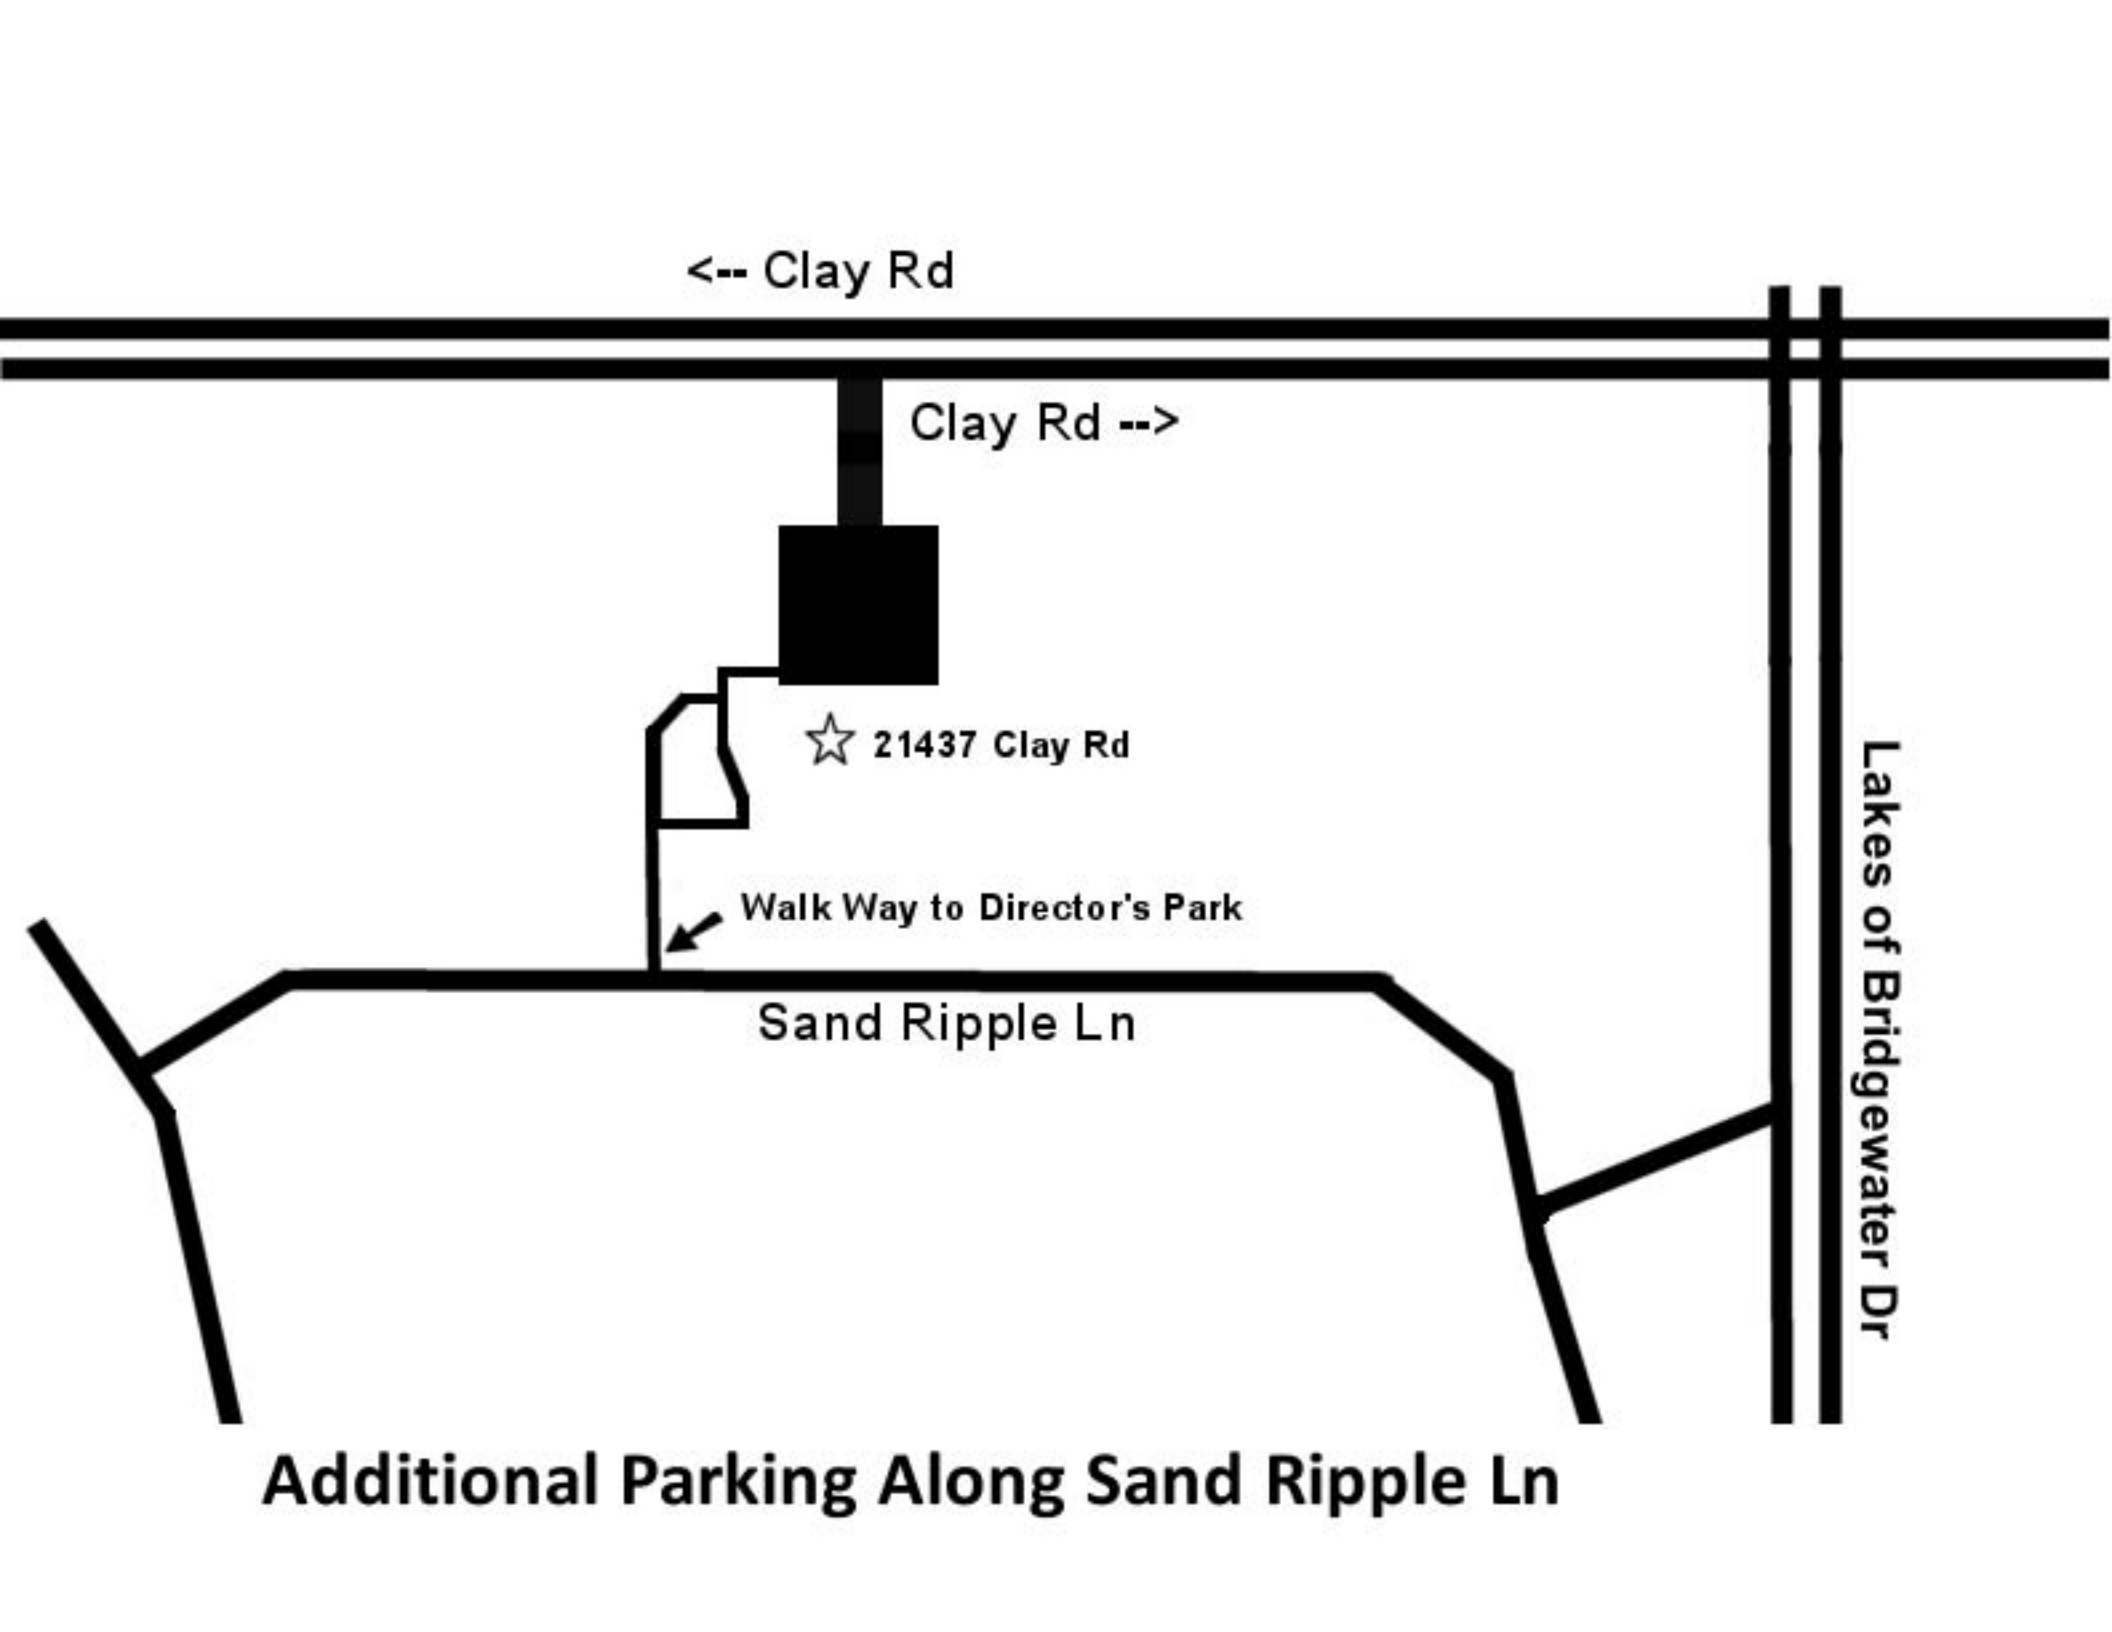 <-- Clay Rd
Clay Rd -->
21437 Clay Rd
Walk Way to Director's Park
Sand Ripple Ln
Lakes of Bridgewater Dr
Additional Parking Along Sand Ripple Ln